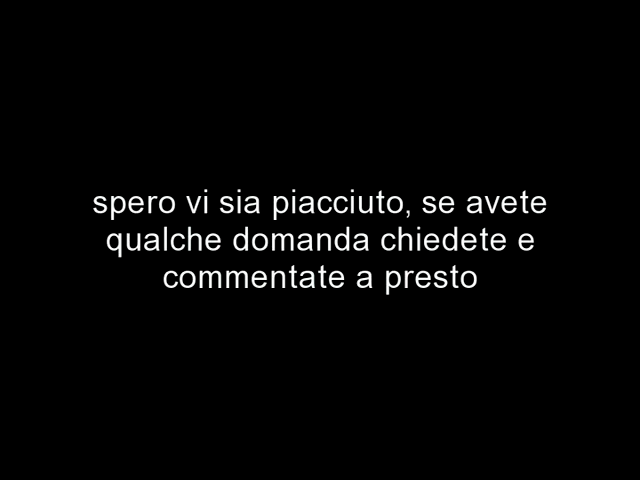 spero vi sia piacciuto, se avete
qualche domanda chiedete e
commentate a presto